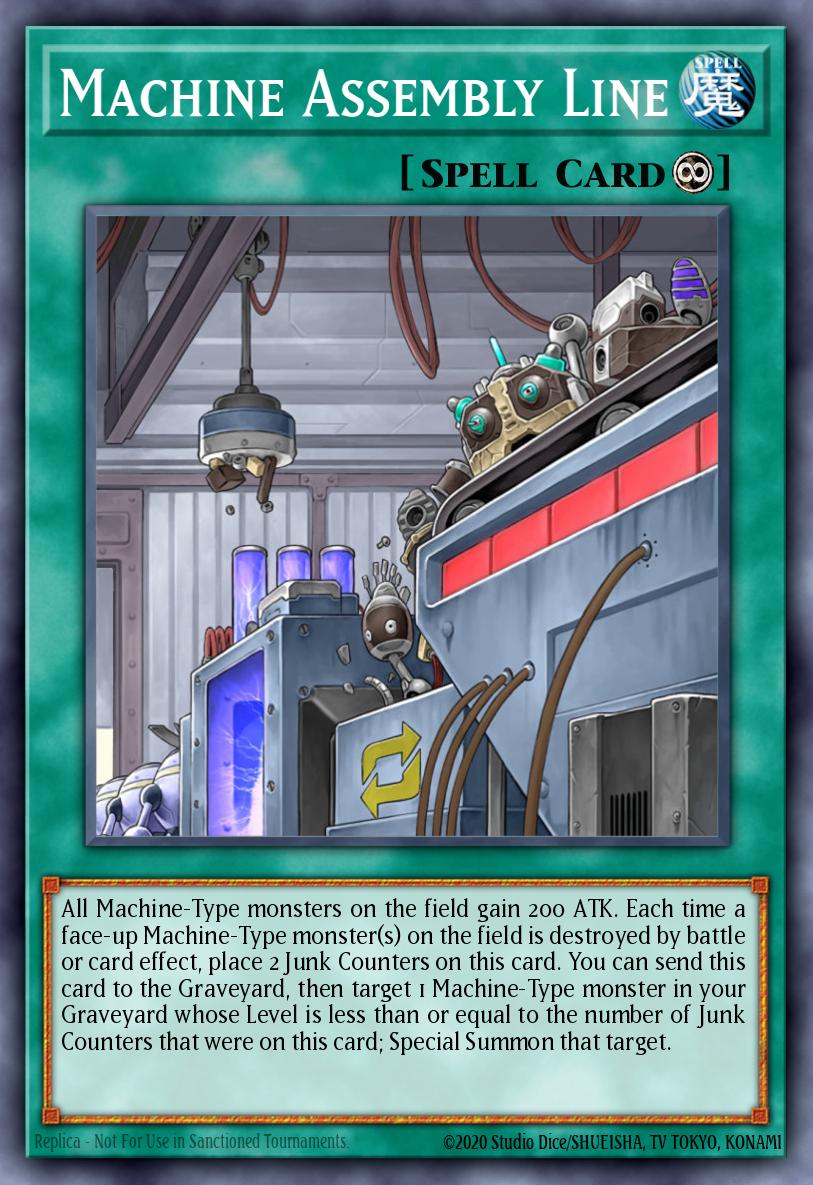 MACHINE ASSEMBLY LINE
SPELL
魔
[SPELL CARD♾]
All Machine-Type monsters on the field gain 200 ATK. Each time a
face-up Machine-Type monster(s) on the field is destroyed by battle
or card effect, place 2 Junk Counters on this card. You can send this
card to the Graveyard, then target 1 Machine-Type monster in your
Graveyard whose Level is less than or equal to the number of Junk
Counters that were on this card; Special Summon that target.
Replica - Not For Use in Sanctioned Tournaments.
©2020 Studio Dice/SHUEISHA, TV TOKYO, KONAMI